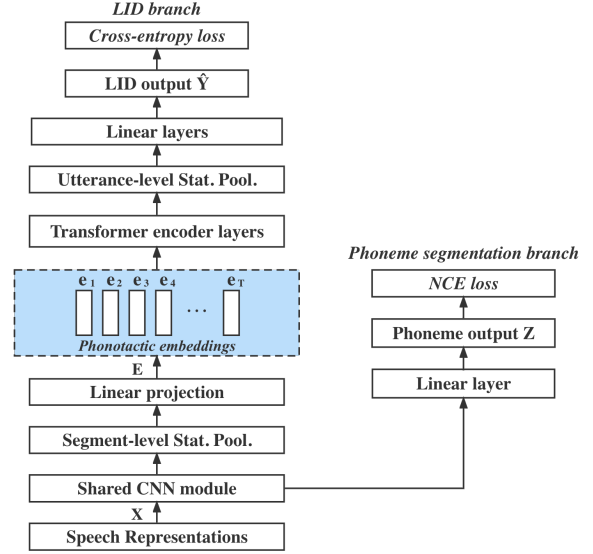 LID branch
Cross-entropy loss
LID output Ŷ
Linear layers
Utterance-level Stat. Pool.
Transformer encoder layers
e1 e2 e3 e4 ... eT
Phonotactic embeddings
E
Linear projection
Segment-level Stat. Pool.
Shared CNN module
X
Speech Representations
Phoneme segmentation branch
NCE loss
Phoneme output Z
Linear layer